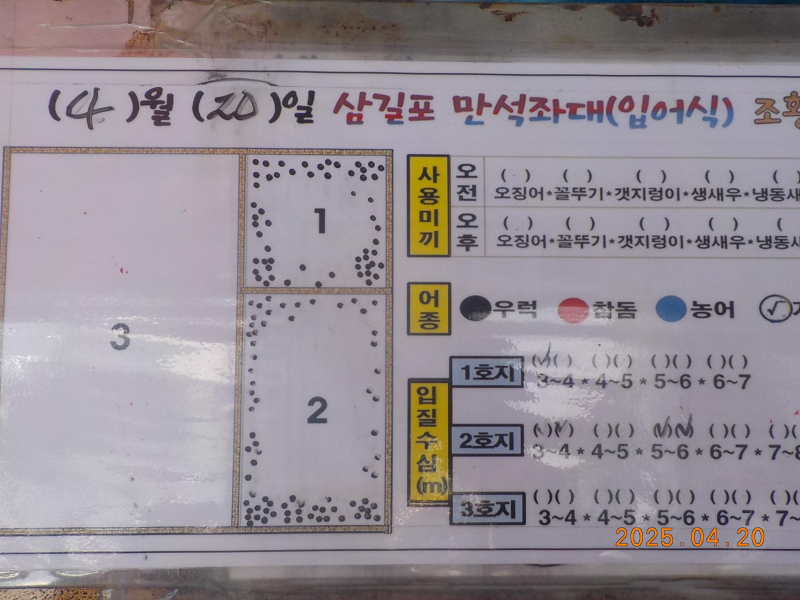 (4)월 (20)일 삼길포 만석좌대(입어식) 조황
사용미끼
오전 ( ) ( ) ( ) ( ) (
오징어*꼴뚜기*갯지렁이*생새우*냉동새
오후 ( ) ( ) ( ) ( ) (
오징어*꼴뚜기*갯지렁이*생새우*냉동새
1
2
3
어종 우럭 참돔 농어 (√)
입질수심(m)
1호지 (√)( ) ( )( ) ( )( ) ( )( )
3~4 * 4~5 * 5~6 * 6~7
2호지 ( )(√) ( )( ) (√)(√) ( )( ) ( )(
3~4 * 4~5 * 5~6 * 6~7 * 7~8
3호지 ( )( ) ( )( ) ( )( ) ( )( ) ( )(
3~4 * 4~5 * 5~6 * 6~7 * 7~
2025.04.20